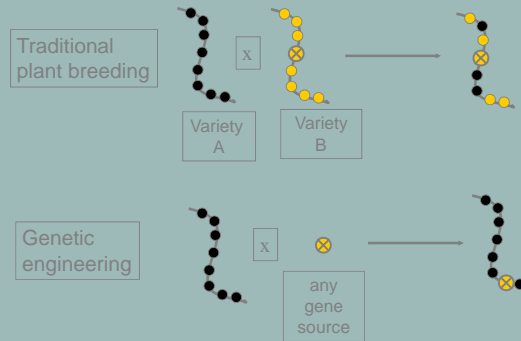 Traditional
plant breeding
x
Variety
A
Variety
B
Genetic
engineering
x
any
gene
source